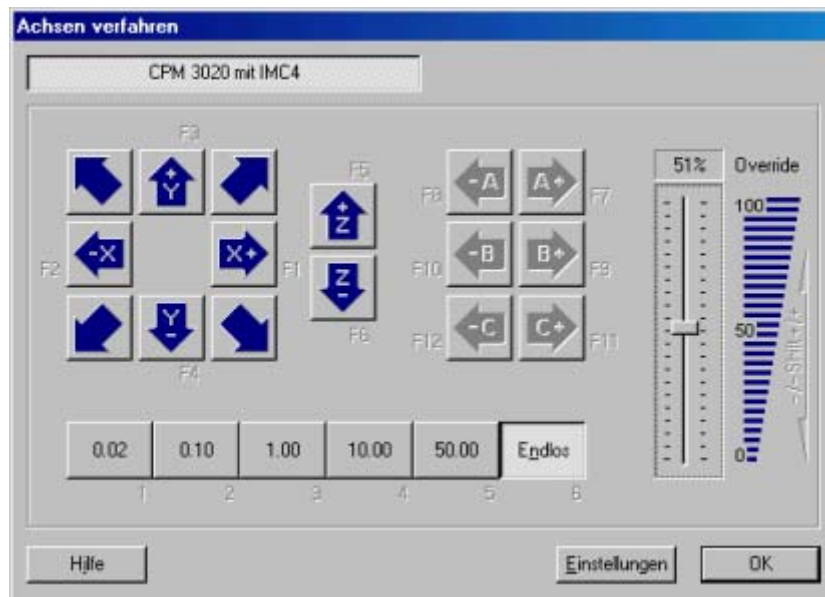 Achsen verfahren
CPM 3020 mit IMC4
F3
+Y
F5
+Z
F8 -A A+ F7
51% Override
100
F2 -X X+ F1
F10 -B B+ F9
Z-
50
-/-Shift +/+
Y-
F6
F12 -C C+ F11
F4
0.02 0.10 1.00 10.00 50.00 Endlos
0
1 2 3 4 5 6
Hilfe Einstellungen OK